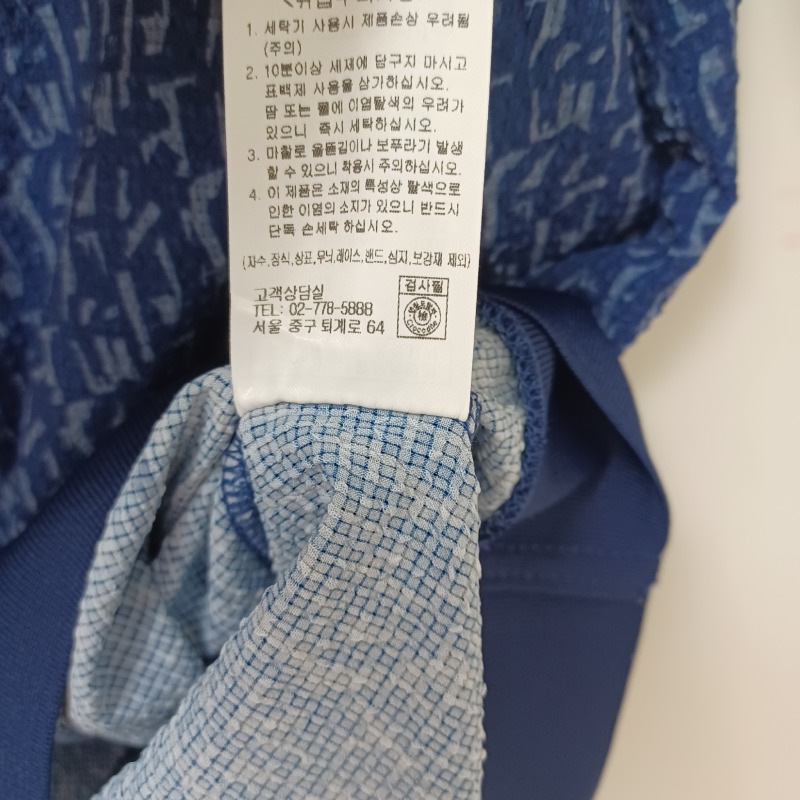 1. 세탁기 사용시 제품손상 우려됨
(주의)
2. 10분이상 세제에 담구지 마시고
표백제 사용을 삼가하십시오.
땀 또는 물에 이염탈색의 우려가
있으니 즉시 세탁하십시오.
3. 마찰로 올뜯김이나 보푸라기 발생
할 수 있으니 착용시 주의하십시오.
4. 이 제품은 소재의 특성상 탈색으로
인한 이염의 소지가 있으니 반드시
단독 손세탁 하십시오.
(자수,장식,상표,무늬,레이스,밴드,심지,보강재 제외)
고객상담실
TEL: 02-778-5888
서울 중구 퇴계로 64
검사필
Crocodile